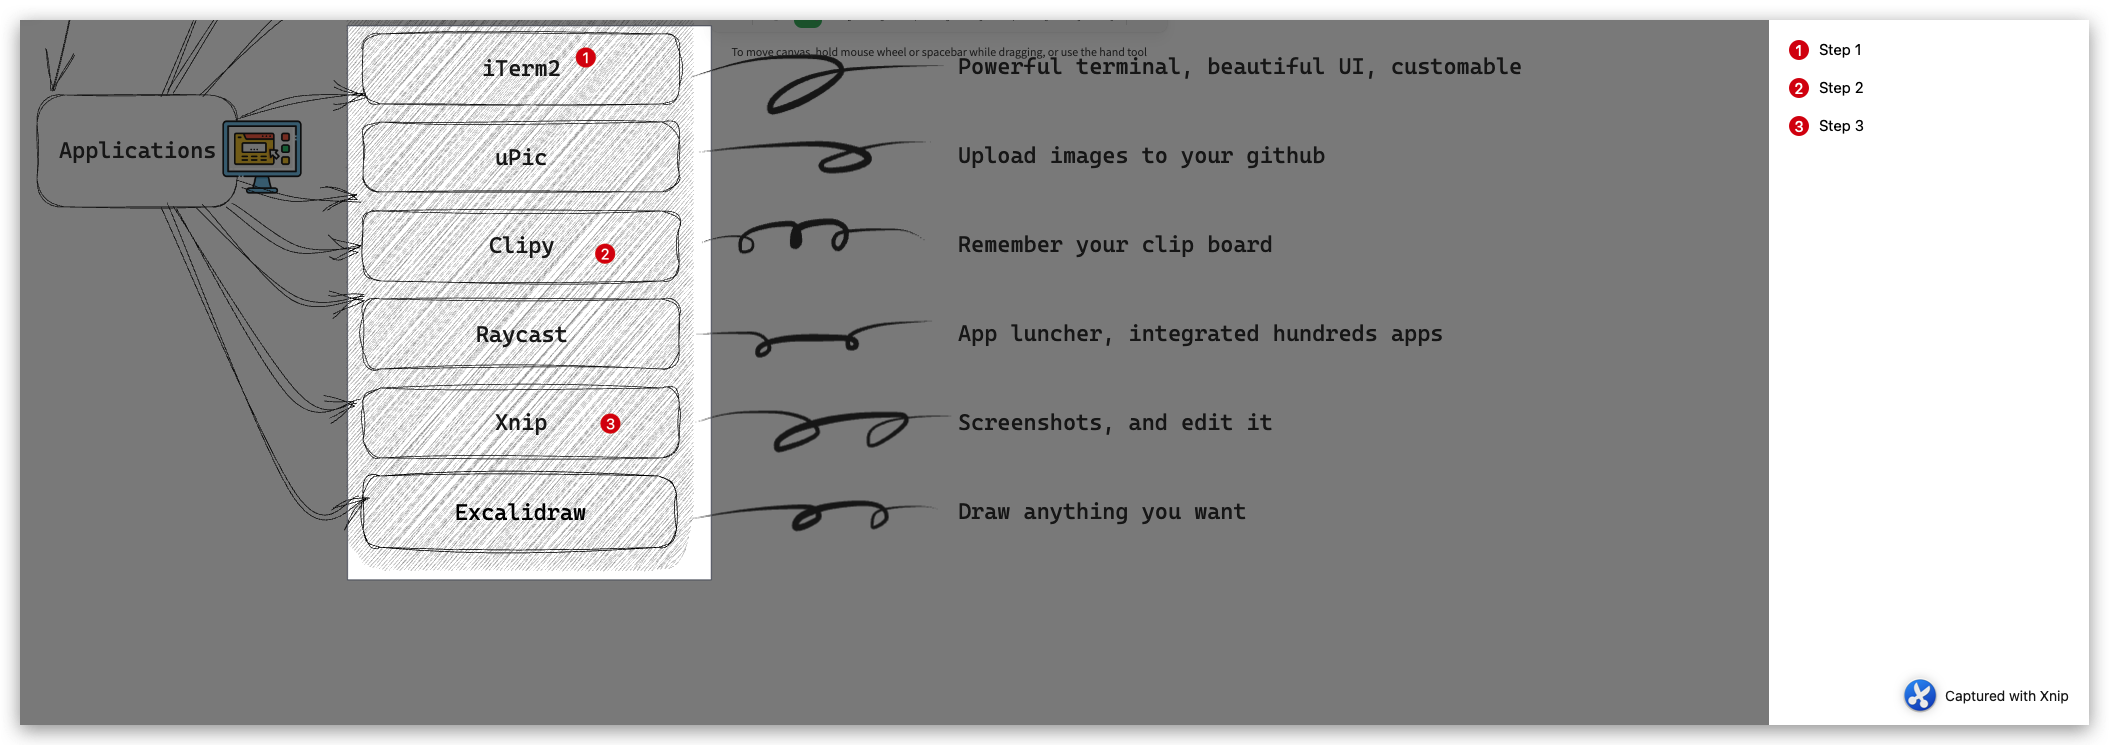 To move canvas, hold mouse wheel or spacebar while dragging, or use the hand tool
Applications
iTerm2 1
Powerful terminal, beautiful UI, customable
uPic
Upload images to your github
Clipy 2
Remember your clip board
Raycast
App luncher, integrated hundreds apps
Xnip 3
Screenshots, and edit it
Excalidraw
Draw anything you want
1 Step 1
2 Step 2
3 Step 3
Captured with Xnip